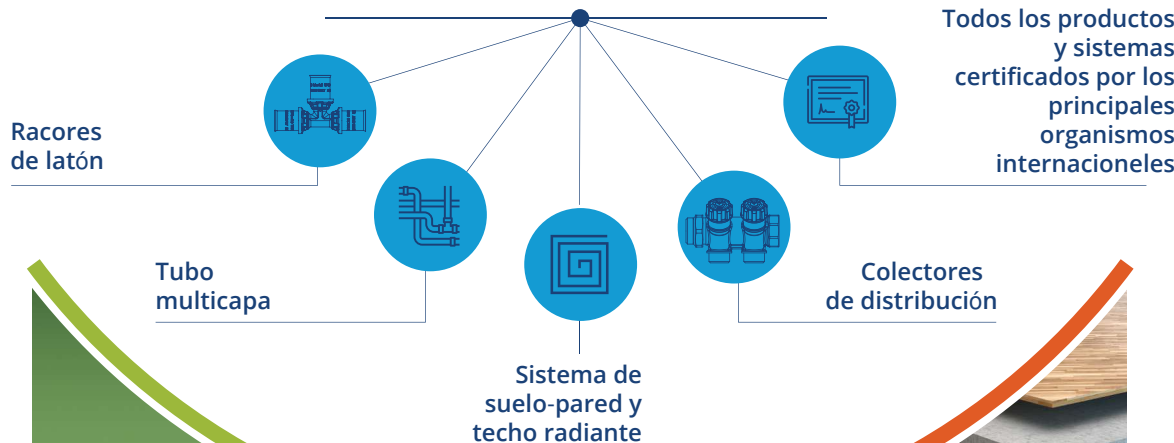 Todos los productos
y sistemas
certificados por los
principales
organismos
internacioneles
Racores
de latón
Tubo
multicapa
Colectores
de distribución
Sistema de
suelo-pared y
techo radiante